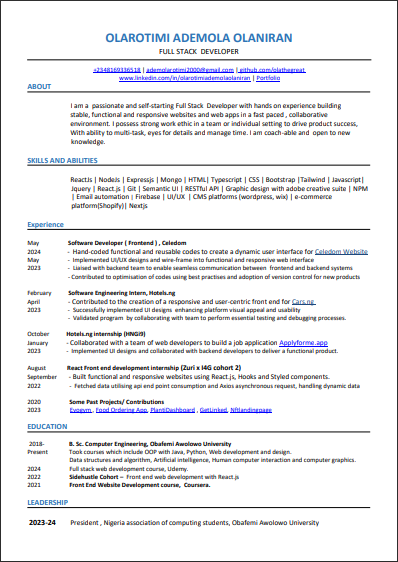 OLAROTIMI ADEMOLA OLANIRAN
FULL STACK DEVELOPER
+2348169336518 | ademolarotimi2000@gmail.com | github.com/olathegreat
www.linkedin.com/in/olarotimiademolaolaniran | Portfolio
ABOUT
I am a passionate and self-starting Full Stack Developer with hands on experience building
stable, functional and responsive websites and web apps in a fast paced , collaborative
environment. I possess strong work ethic in a team or individual setting to drive product success,
With ability to multi-task, eyes for details and manage time. I am coach-able and open to new
knowledge.
SKILLS AND ABILITIES
ReactJs | NodeJs | Expressjs | Mongo | HTML| Typescript | CSS | Bootstrap |Tailwind | Javascript|
Jquery | React.js | Git | Semantic UI | RESTful API | Graphic design with adobe creative suite | NPM
| Email automation | Firebase | UI/UX | CMS platforms (wordpress, wix) | e-commerce
platform(Shopify)| Nextjs
Experience
May Software Developer ( Frontend ) , Celedom
2024 - Hand-coded functional and reusable codes to create a dynamic user interface for Celedom Website
May - Implemented UI/UX designs and wire-frame into functional and responsive web interface
2023 - Liaised with backend team to enable seamless communication between frontend and backend systems
- Contributed to optimisation of codes using best practises and adoption of version control for new products
February Software Engineering Intern, Hotels.ng
April - Contributed to the creation of a responsive and user-centric front end for Cars.ng
2023 - Successfully implemented UI designs enhancing platform visual appeal and usability
- Validated program by collaborating with team to perform essential testing and debugging processes.
October Hotels.ng internship (HNGi9)
January - Collaborated with a team of web developers to build a job application Applyforme.app
2023 - Implemented UI designs and collaborated with backend developers to deliver a functional product.
August React Front end development internship (Zuri x I4G cohort 2)
September - Built functional and responsive websites using React.js, Hooks and Styled components.
2022 - Fetched data utilising api end point consumption and Axios asynchronous request, handling dynamic data
2020 Some Past Projects/ Contributions
2023 Evogym , Food Ordering App, PlantiDashboard , GetLinked, Nftlandingpage
EDUCATION
2018- B. Sc. Computer Engineering, Obafemi Awolowo University
Present Took courses which include OOP with Java, Python, Web development and design.
Data structures and algorithm, Artificial intelligence, Human computer interaction and computer graphics.
2024 Full stack web development course, Udemy.
2022 Sidehustle Cohort – Front end web development with React.js
2021 Front End Website Development course, Coursera.
LEADERSHIP
2023-24 President , Nigeria association of computing students, Obafemi Awolowo University